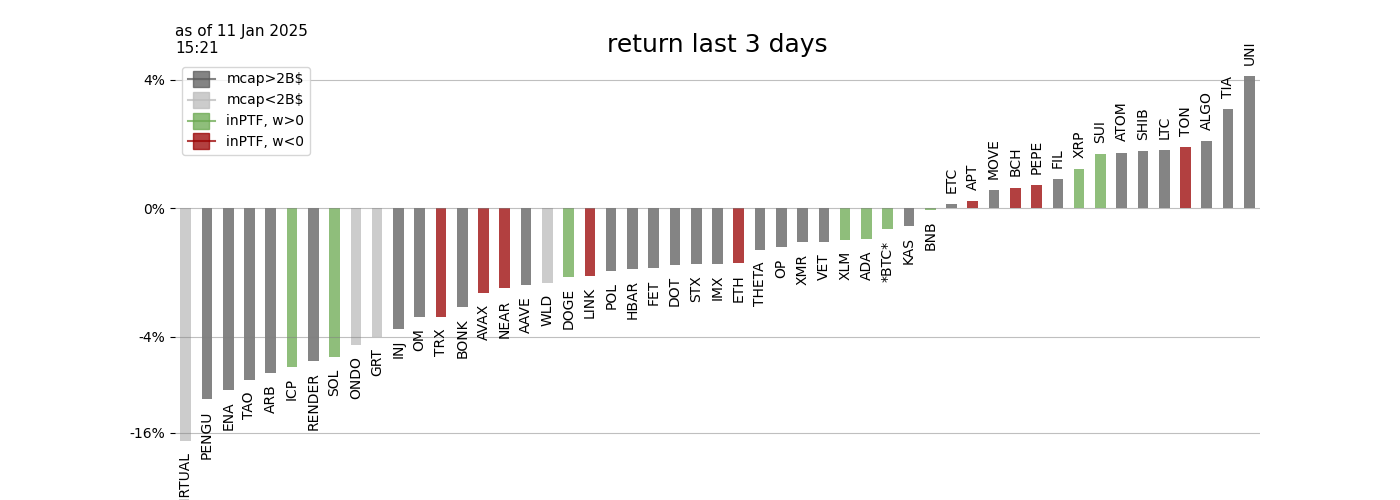 as of 11 Jan 2025
15:21
return last 3 days
mcap>2B$
mcap<2B$
inPTF, w>0
inPTF, w<0
4%
0%
-4%
-16%
RTUAL
PENGU
ENA
TAO
ARB
ICP
RENDER
SOL
ONDO
GRT
INJ
OM
TRX
BONK
AVAX
NEAR
AAVE
WLD
DOGE
LINK
POL
HBAR
FET
DOT
STX
IMX
ETH
THETA
OP
XMR
VET
XLM
ADA
*BTC*
KAS
BNB
ETC
APT
MOVE
BCH
PEPE
FIL
XRP
SUI
ATOM
SHIB
LTC
TON
ALGO
TIA
UNI